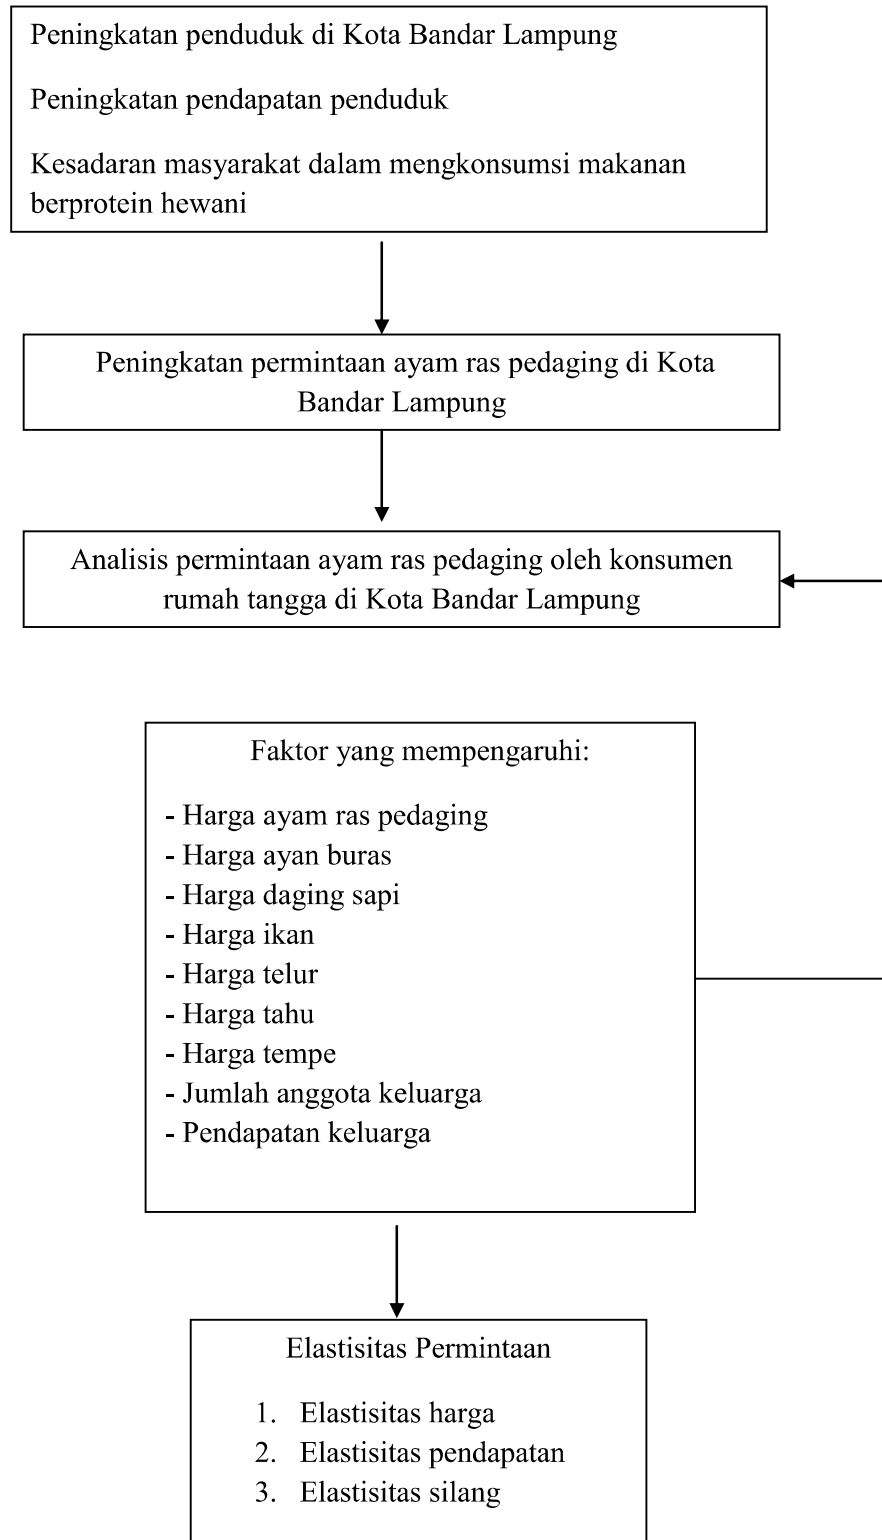 Peningkatan penduduk di Kota Bandar Lampung
Peningkatan pendapatan penduduk
Kesadaran masyarakat dalam mengkonsumsi makanan
berprotein hewani
Peningkatan permintaan ayam ras pedaging di Kota
Bandar Lampung
Analisis permintaan ayam ras pedaging oleh konsumen
rumah tangga di Kota Bandar Lampung
Faktor yang mempengaruhi:
- Harga ayam ras pedaging
- Harga ayan buras
- Harga daging sapi
- Harga ikan
- Harga telur
- Harga tahu
- Harga tempe
- Jumlah anggota keluarga
- Pendapatan keluarga
Elastisitas Permintaan
1. Elastisitas harga
2. Elastisitas pendapatan
3. Elastisitas silang